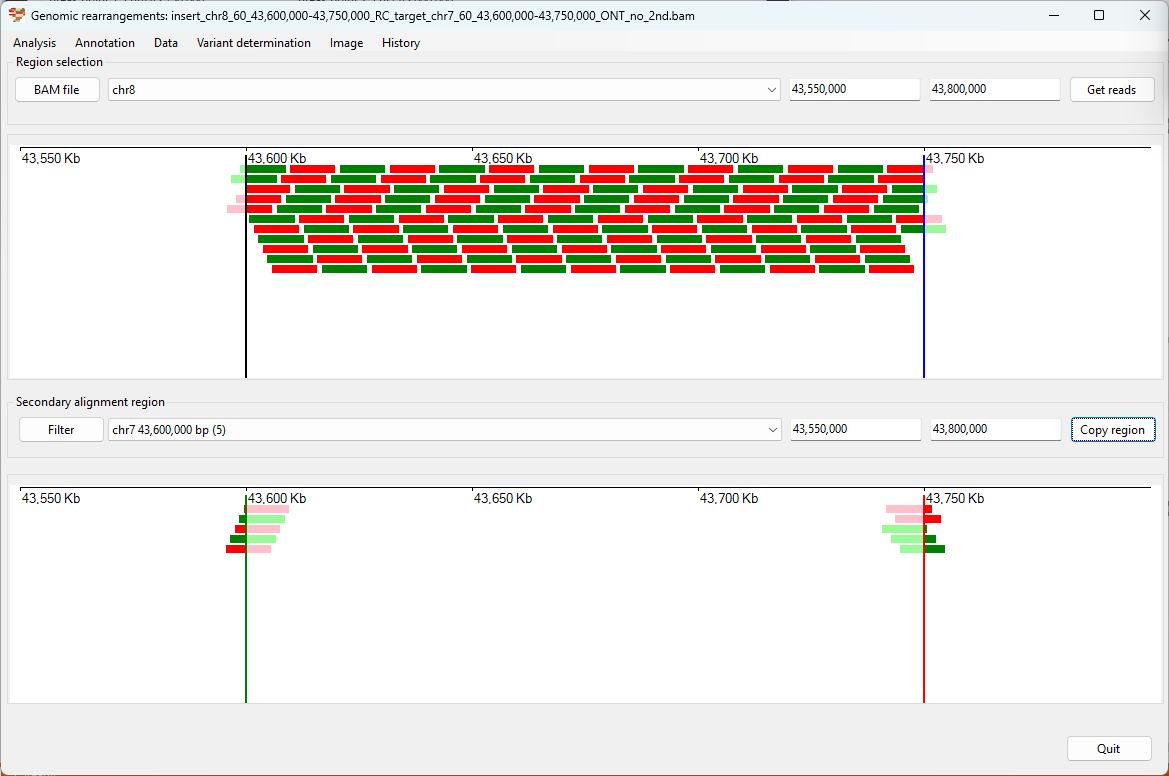 Genomic rearrangements: insert_chr8_60_43,600,000-43,750,000_RC_target_chr7_60_43,600,000-43,750,000_ONT_no_2nd.bam
Analysis Annotation Data Variant determination Image History
Region selection
BAM file chr8 43,550,000 43,800,000 Get reads
43,550 Kb 43,600 Kb 43,650 Kb 43,700 Kb 43,750 Kb
Secondary alignment region
Filter chr7 43,600,000 bp (5) 43,550,000 43,800,000 Copy region
43,550 Kb 43,600 Kb 43,650 Kb 43,700 Kb 43,750 Kb
Quit